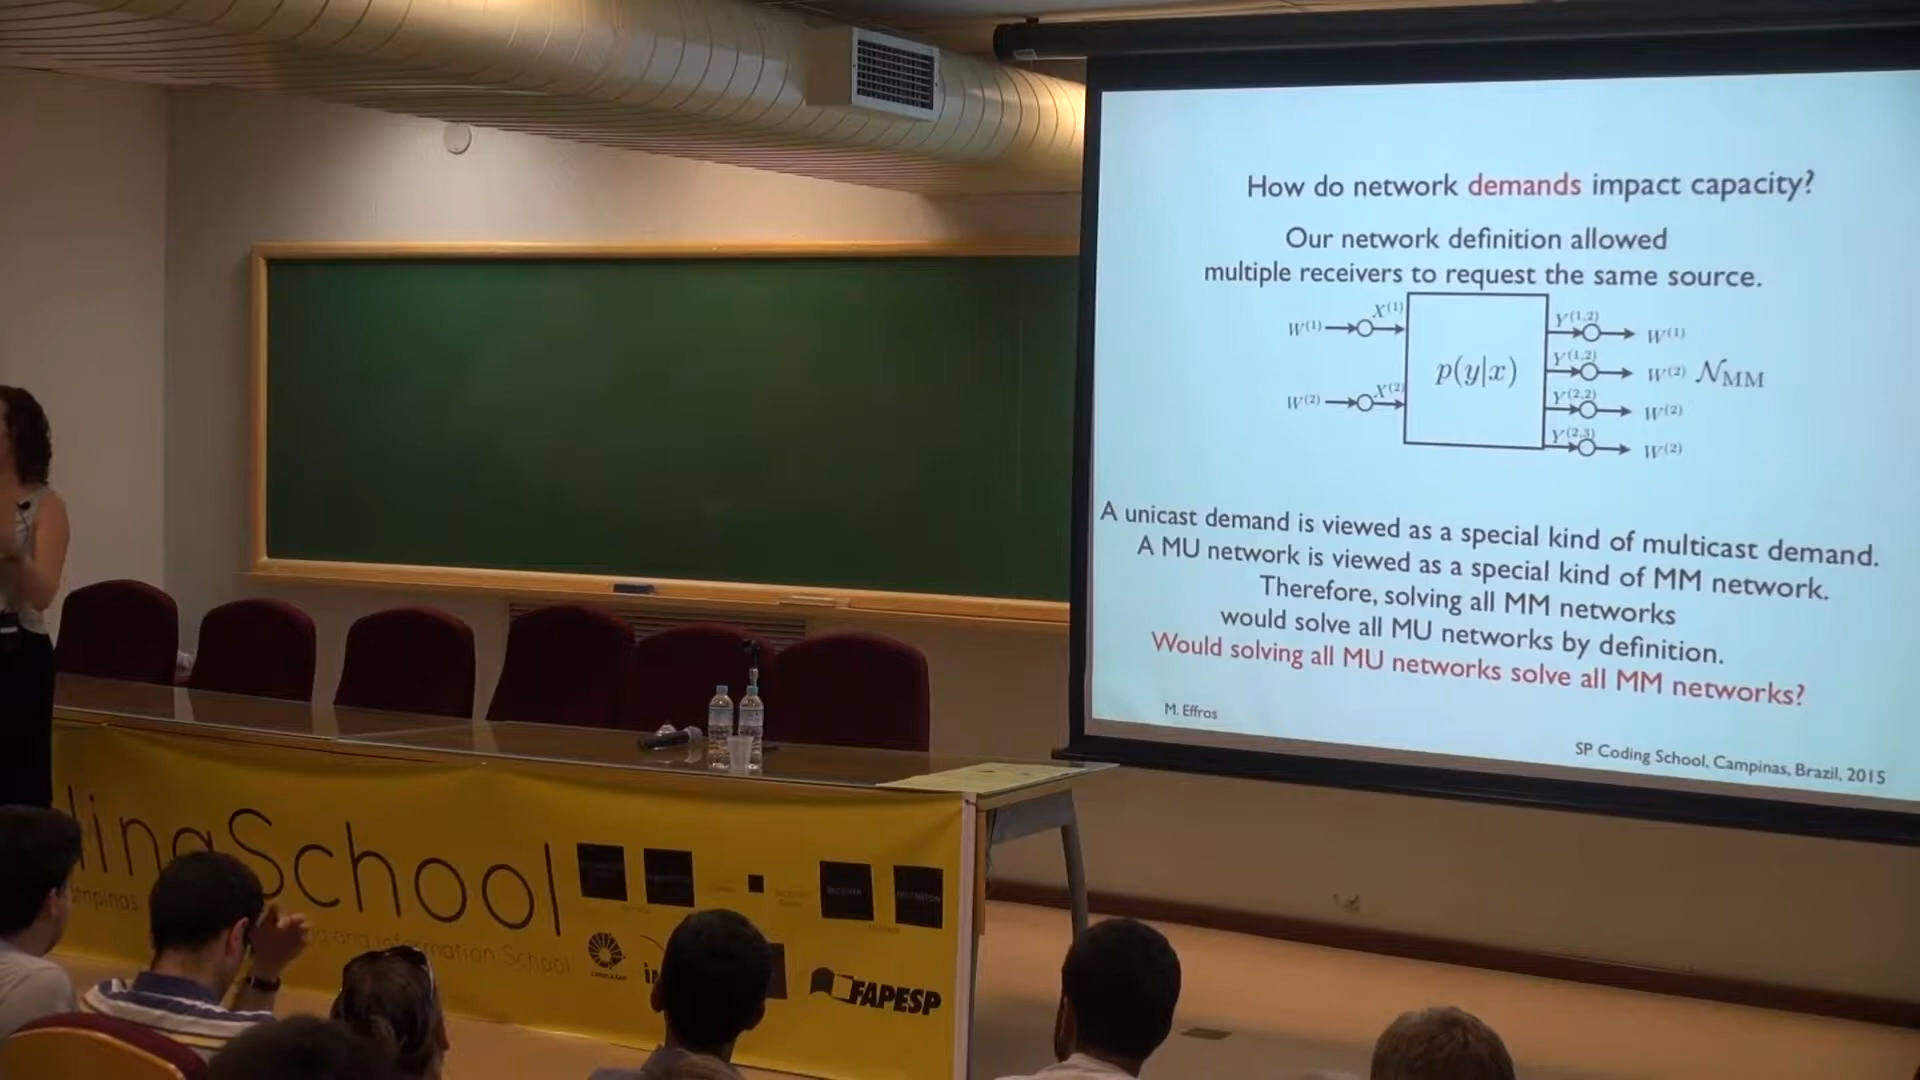 How do network demands impact capacity?
Our network definition allowed
multiple receivers to request the same source.
W(1) X(1) Y(1,2) W(1)
p(y|x) Y(1,2) W(2) 𝒩MM
W(2) X(2) Y(2,2) W(2)
Y(2,3) W(2)
A unicast demand is viewed as a special kind of multicast demand.
A MU network is viewed as a special kind of MM network.
Therefore, solving all MM networks
would solve all MU networks by definition.
Would solving all MU networks solve all MM networks?
M. Effros
SP Coding School, Campinas, Brazil, 2015
dingSchool
mpinas
and Information School
FAPESP